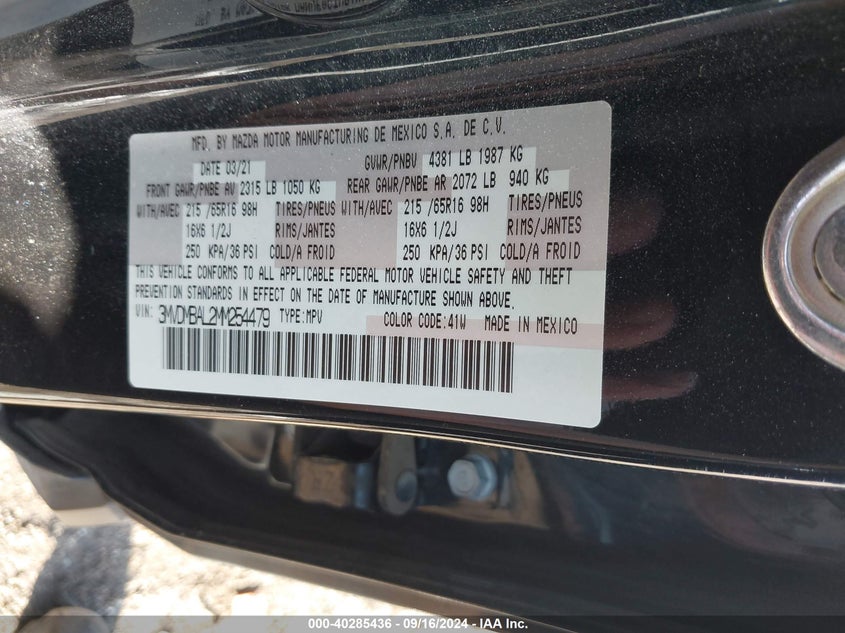 MFD. BY MAZDA MOTOR MANUFACTURING DE MEXICO S.A. DE C.V.
DATE 03/21 GVWR/PNBV 4381 LB 1987 KG
FRONT GAWR/PNBE AV 2315 LB 1050 KG REAR GAWR/PNBE AR 2072 LB 940 KG
WITH/AVEC 215 /65R16 98H TIRES/PNEUS WITH/AVEC 215 /65R16 98H TIRES/PNEUS
16X6 1/2J RIMS/JANTES 16X6 1/2J RIMS/JANTES
250 KPA/36 PSI COLD/A FROID 250 KPA/36 PSI COLD/A FROID
THIS VEHICLE CONFORMS TO ALL APPLICABLE FEDERAL MOTOR VEHICLE SAFETY AND THEFT
PREVENTION STANDARDS IN EFFECT ON THE DATE OF MANUFACTURE SHOWN ABOVE.
VIN: 3MVDMBAL2MM254479 TYPE:MPV COLOR CODE:41W MADE IN MEXICO
000-40285436 - 09/16/2024 - IAA Inc.